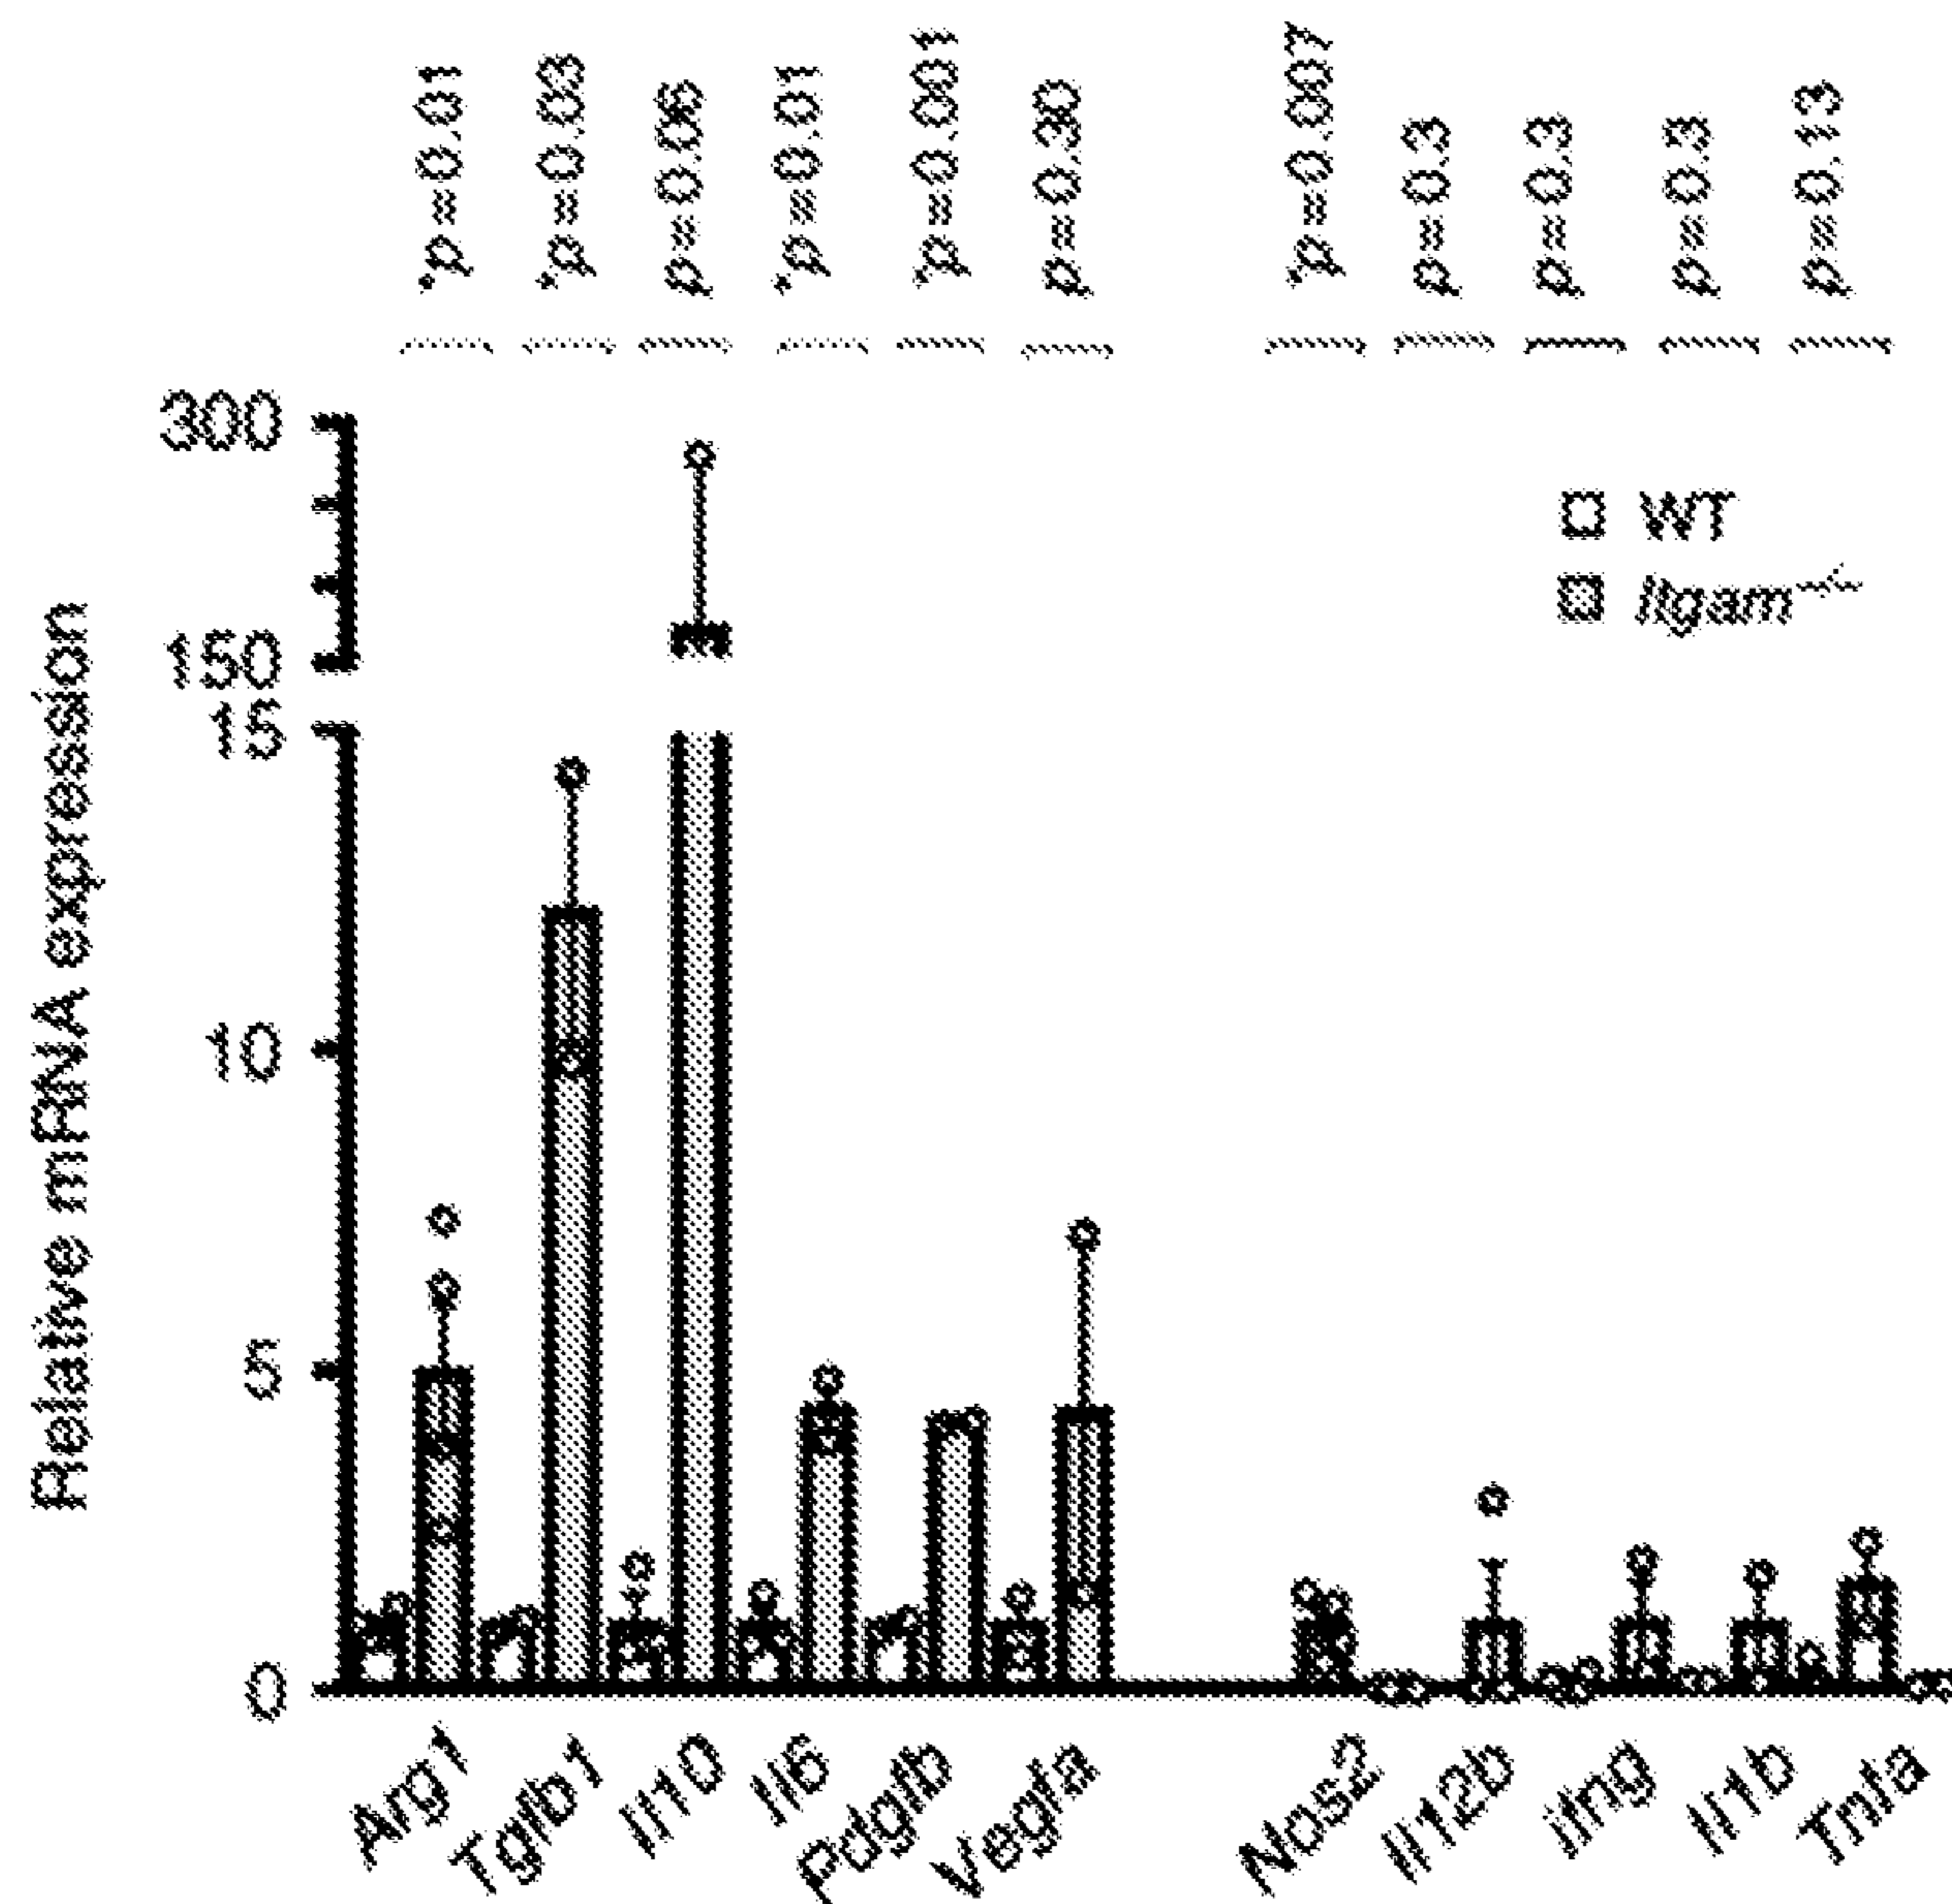 *p=0.01
*p=0.03
p=0.06
*p=0.01
*p=0.001
p=0.30
*p=0.007
p=0.3
p=0.3
p=0.3
p=0.13
300
150
15
10
5
0
Relative mRNA expression
WT
Itgam⁻/⁻
Arg1
Tgfb1
Il10
Il6
Pdgfb
Vegfa
Nos2
Il12b
Ifng
Il1b
Tnfa